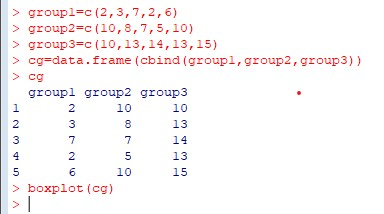 > group1=c(2,3,7,2,6)
> group2=c(10,8,7,5,10)
> group3=c(10,13,14,13,15)
> cg=data.frame(cbind(group1,group2,group3))
> cg
  group1 group2 group3
1      2     10     10
2      3      8     13
3      7      7     14
4      2      5     13
5      6     10     15
> boxplot(cg)
>